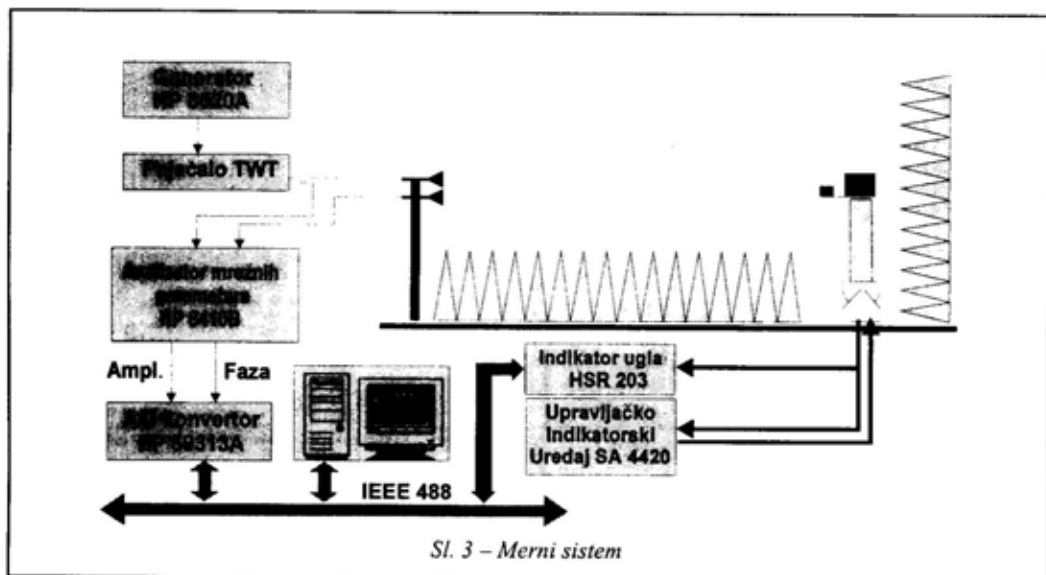 Generator
HP 8620A
Pojačalo TWT
Analizator mrežnih
parametara
HP 8410B
Ampl.
Faza
A/D konvertor
HP 59313A
IEEE 488
Indikator ugla
HSR 203
Upravljačko
Indikatorski
Uređaj SA 4420
Sl. 3 – Merni sistem